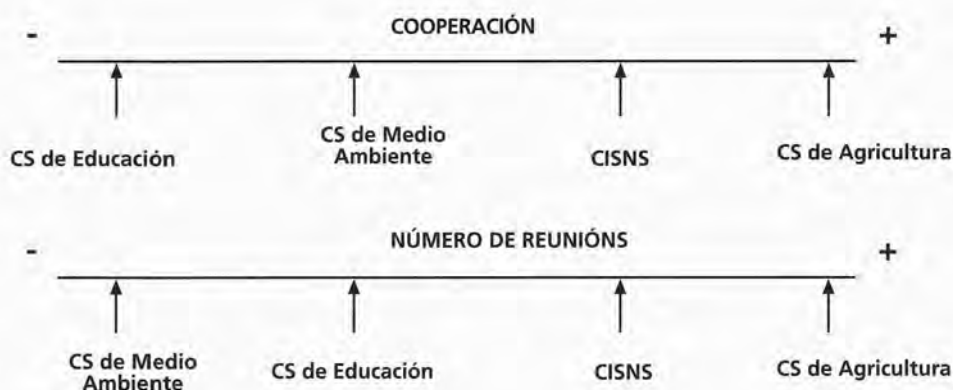 COOPERACIÓN
- +
CS de Educación
CS de Medio
Ambiente
CISNS
CS de Agricultura
NÚMERO DE REUNIÓNS
- +
CS de Medio
Ambiente
CS de Educación
CISNS
CS de Agricultura